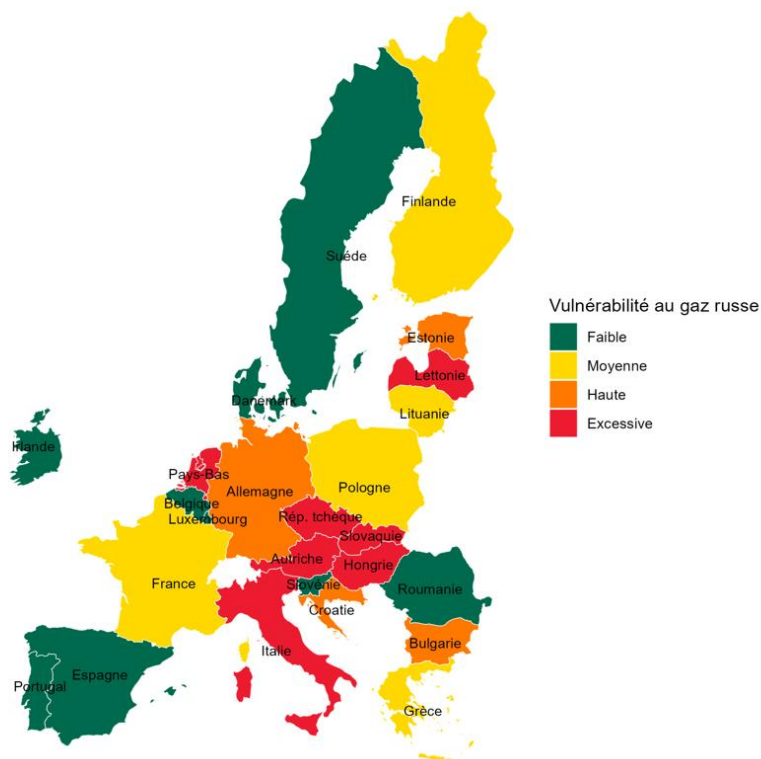 Finlande
Suéde
Vulnérabilité au gaz russe
Faible
Moyenne
Haute
Excessive
Estonie
Lettonie
Danemark
Lituanie
Irlande
Pays-Bas
Allemagne
Pologne
Belgique
Luxembourg
Rép. tchèque
Slovaquie
Autriche
Hongrie
France
Slovénie
Roumanie
Croatie
Bulgarie
Italie
Espagne
Portugal
Grèce